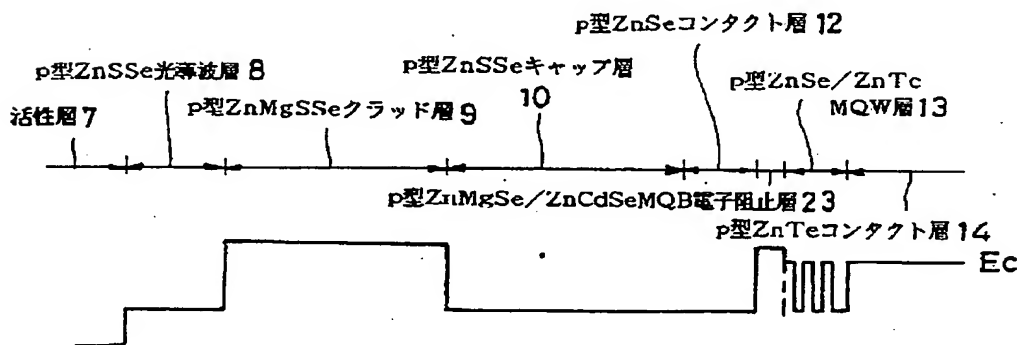 p型ZnSeコンタクト層 12
p型ZnSSe光導波層 8
p型ZnSSeキャップ層
10
p型ZnSe/ZnTe
MQW層 13
活性層 7
p型ZnMgSSeクラッド層 9
p型ZnMgSe/ZnCdSeMQB電子阻止層 23
p型ZnTeコンタクト層 14
Ec